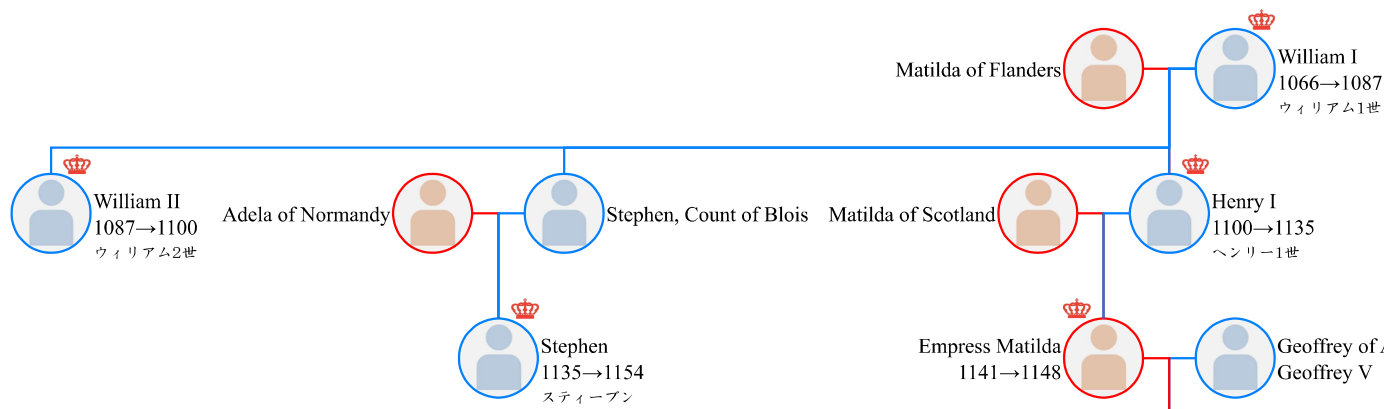 Matilda of Flanders
William I
1066→1087
ウィリアム1世
William II
1087→1100
ウィリアム2世
Adela of Normandy
Stephen, Count of Blois
Matilda of Scotland
Henry I
1100→1135
ヘンリー1世
Stephen
1135→1154
スティーブン
Empress Matilda
1141→1148
Geoffrey of
Geoffrey V